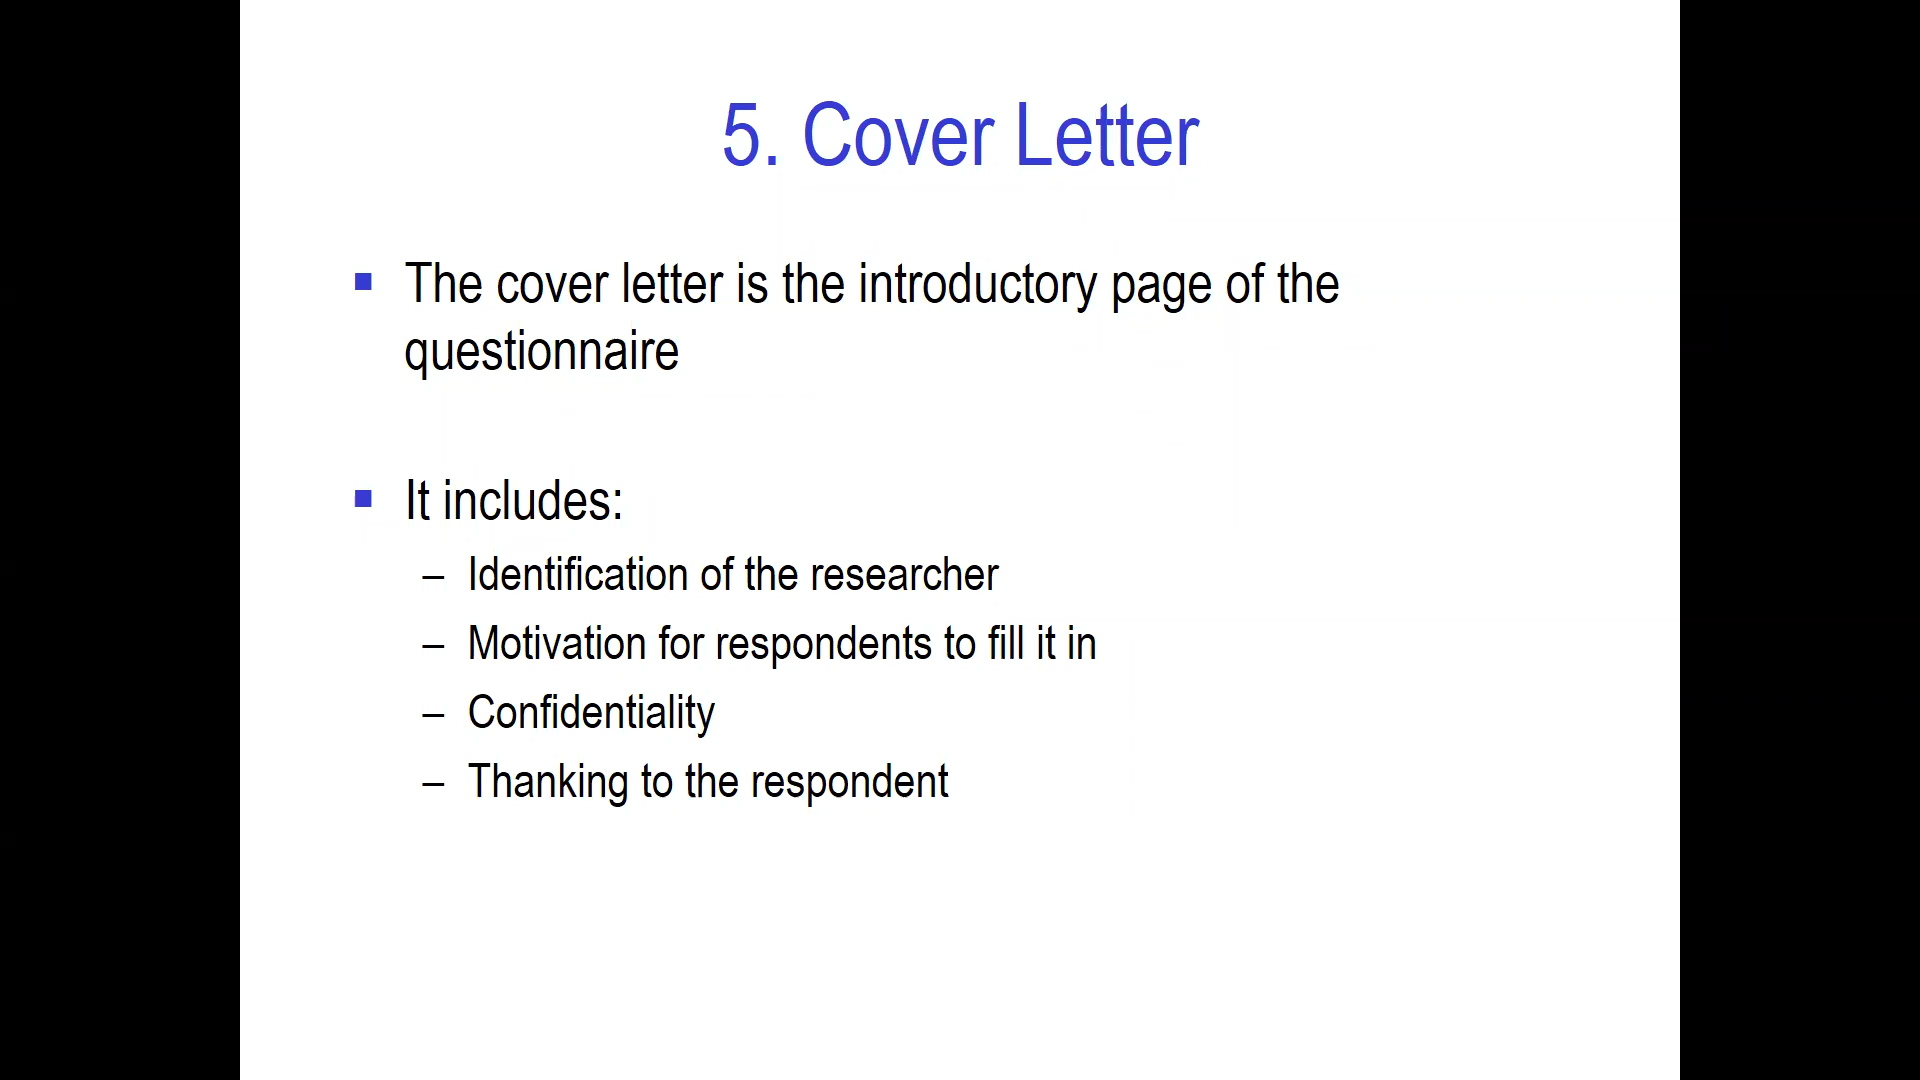 5. Cover Letter
The cover letter is the introductory page of the
questionnaire
It includes:
– Identification of the researcher
– Motivation for respondents to fill it in
– Confidentiality
– Thanking to the respondent